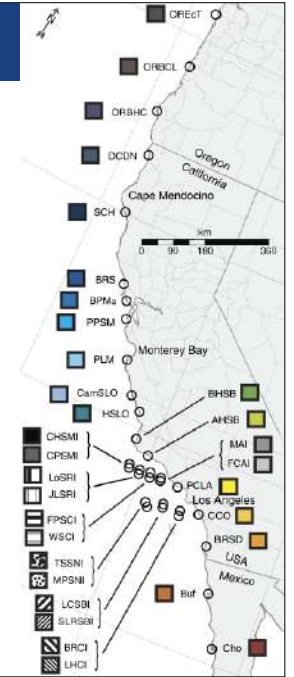 N
OREcT
ORBCL
ORBHC
DCDN
Oregon
California
Cape Mendocino
SCH
km
0 90 180 360
BRS
BPMa
PPSM
PLM
Monterey Bay
CamSLO
BHSB
HSLO
AHSB
CHSMI
CPSMI
IMAI
FCAI
LoSRI
JLSRI
PCLA
Los Angeles
FPSCI
WSCI
CCO
TSSNI
MPSNI
BRSD
USA
Mexico
LCSBI
SLRSBI
Buf
BRCI
LHCI
Cho